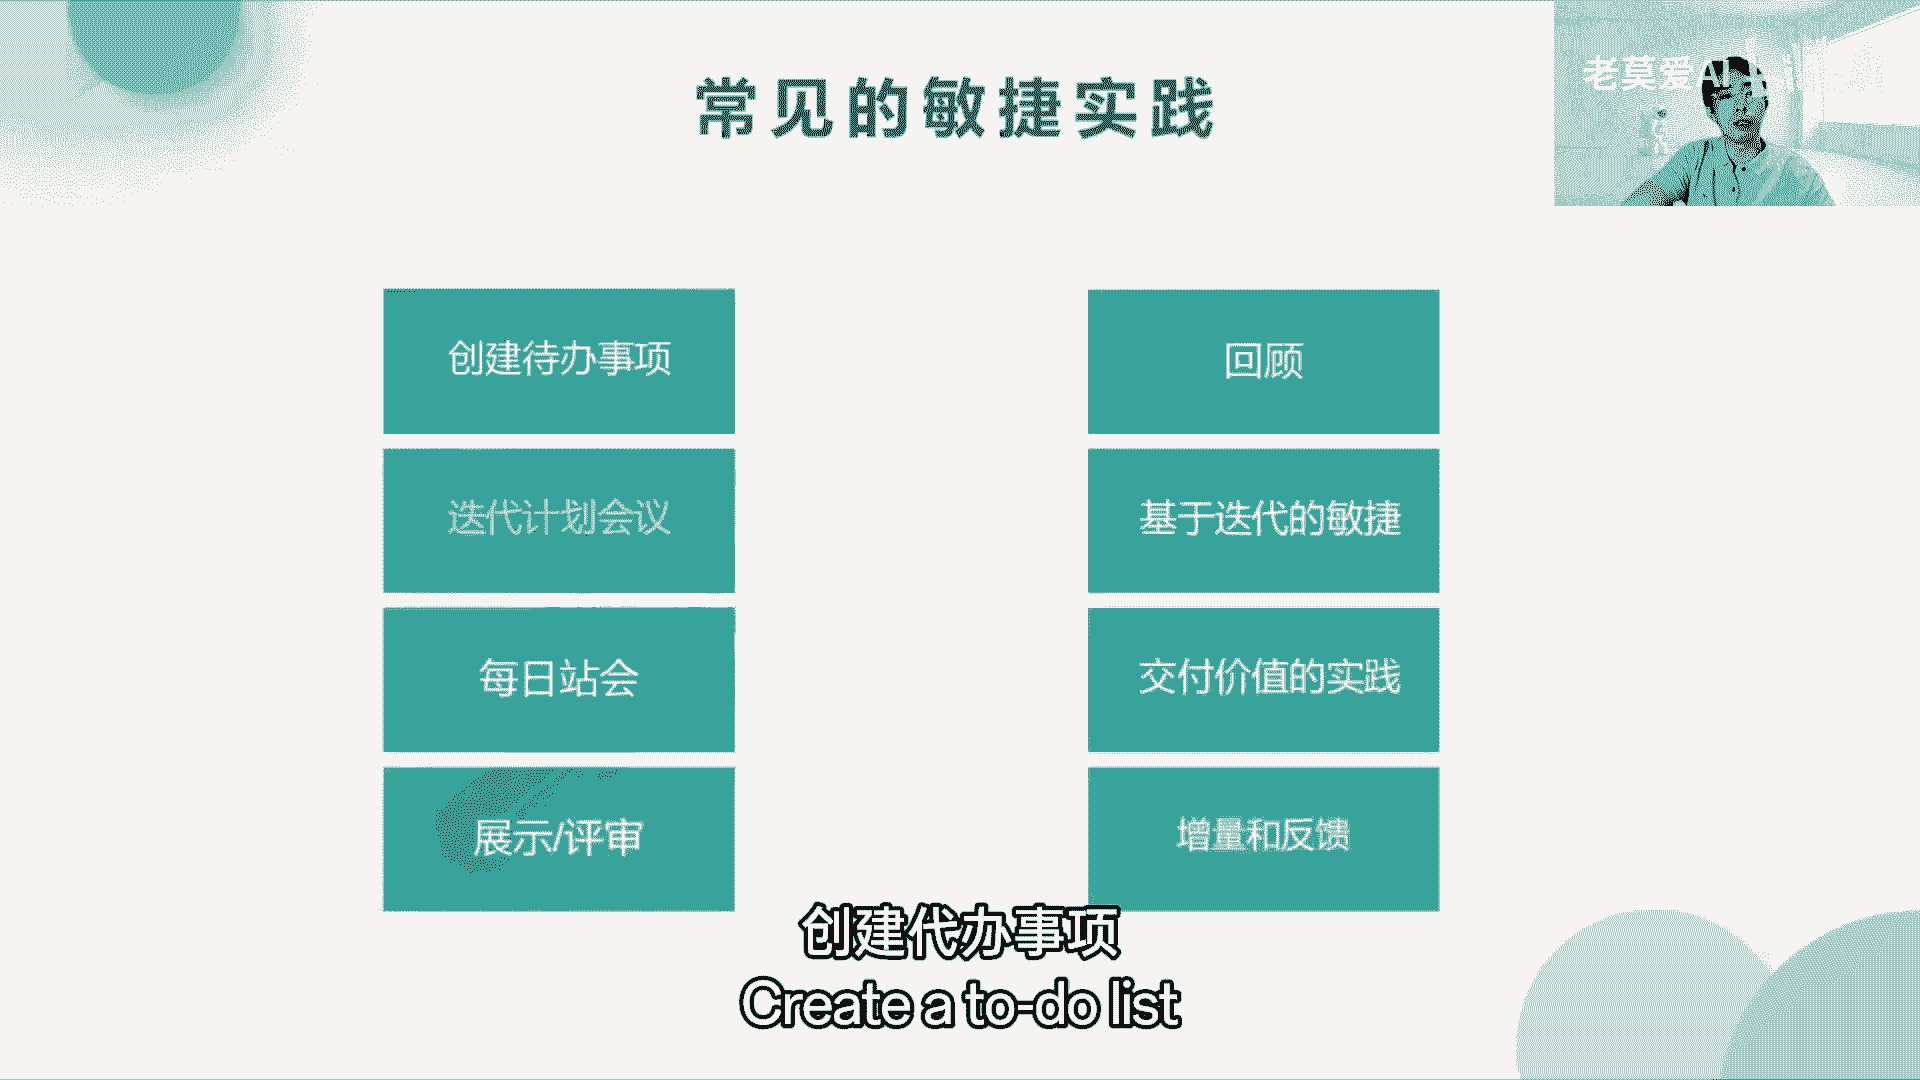 常见的敏捷实践
老莫爱AI
创建待办事项
迭代计划会议
每日站会
展示/评审
回顾
基于迭代的敏捷
交付价值的实践
增量和反馈
创建代办事项
Create a to-do list